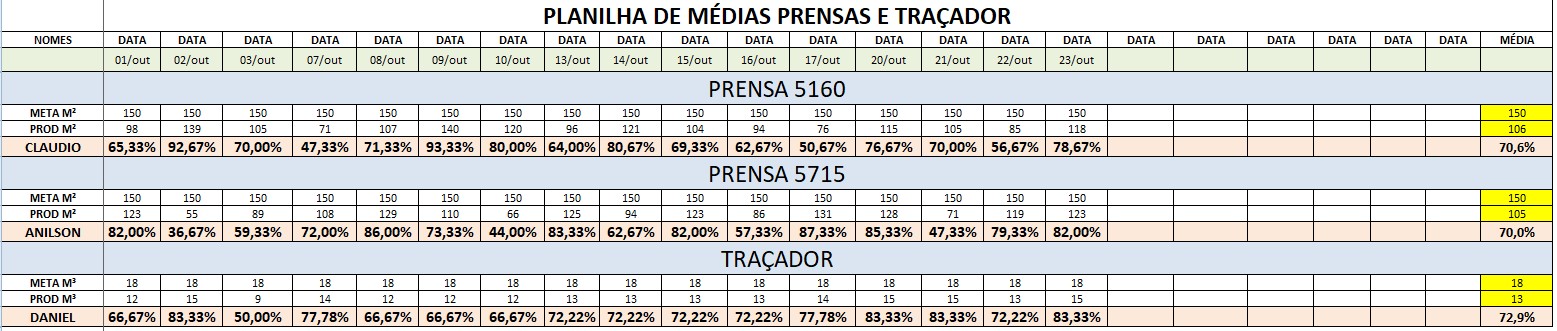 PLANILHA DE MÉDIAS PRENSAS E TRAÇADOR
NOMES DATA DATA DATA DATA DATA DATA DATA DATA DATA DATA DATA DATA DATA DATA DATA DATA DATA DATA DATA DATA DATA DATA MÉDIA
01/out 02/out 03/out 07/out 08/out 09/out 10/out 13/out 14/out 15/out 16/out 17/out 20/out 21/out 22/out 23/out
PRENSA 5160
META M² 150 150 150 150 150 150 150 150 150 150 150 150 150 150 150 150 150
PROD M² 98 139 105 71 107 140 120 96 121 104 94 76 115 105 85 118 106
CLAUDIO 65,33% 92,67% 70,00% 47,33% 71,33% 93,33% 80,00% 64,00% 80,67% 69,33% 62,67% 50,67% 76,67% 70,00% 56,67% 78,67% 70,6%
PRENSA 5715
META M² 150 150 150 150 150 150 150 150 150 150 150 150 150 150 150 150 150
PROD M² 123 55 89 108 129 110 66 125 94 123 86 131 128 71 119 123 105
ANILSON 82,00% 36,67% 59,33% 72,00% 86,00% 73,33% 44,00% 83,33% 62,67% 82,00% 57,33% 87,33% 85,33% 47,33% 79,33% 82,00% 70,0%
TRAÇADOR
META M³ 18 18 18 18 18 18 18 18 18 18 18 18 18 18 18 18 18
PROD M³ 12 15 9 14 12 12 12 13 13 13 13 14 15 15 13 15 13
DANIEL 66,67% 83,33% 50,00% 77,78% 66,67% 66,67% 66,67% 72,22% 72,22% 72,22% 72,22% 77,78% 83,33% 83,33% 72,22% 83,33% 72,9%